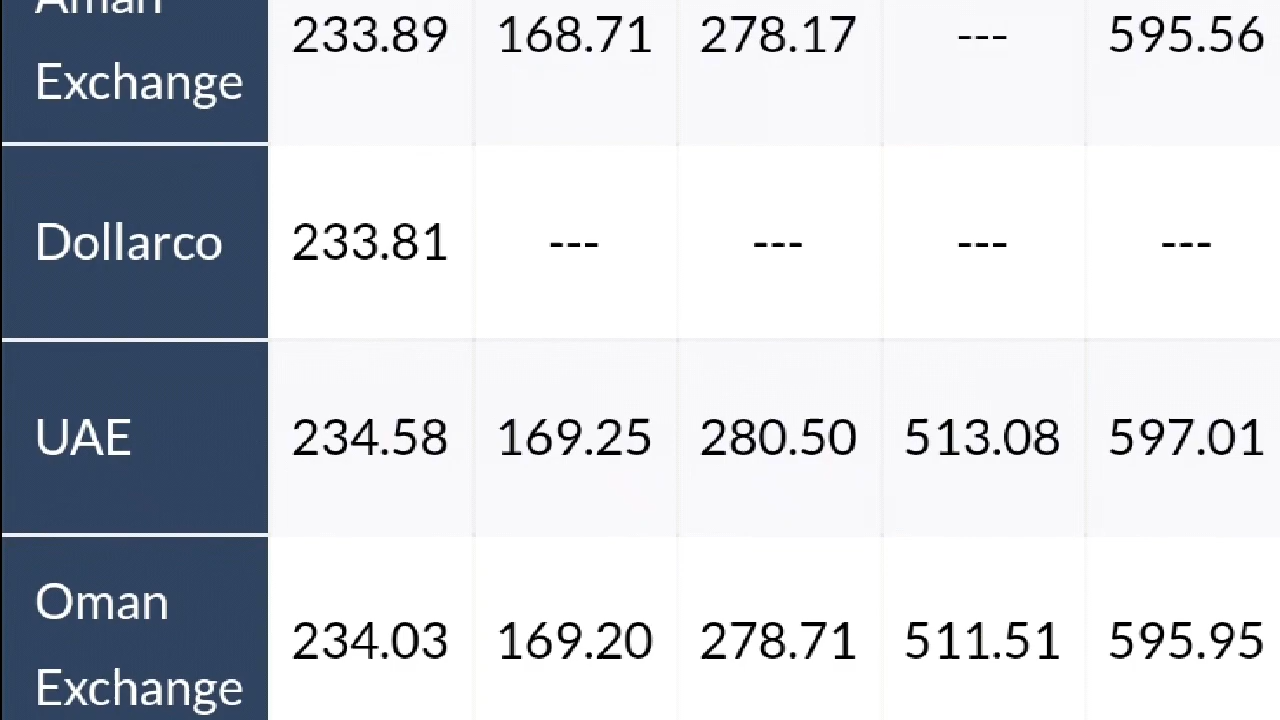 Aman
Exchange 233.89 168.71 278.17 --- 595.56
Dollarco 233.81 --- --- --- ---
UAE 234.58 169.25 280.50 513.08 597.01
Oman
Exchange 234.03 169.20 278.71 511.51 595.95